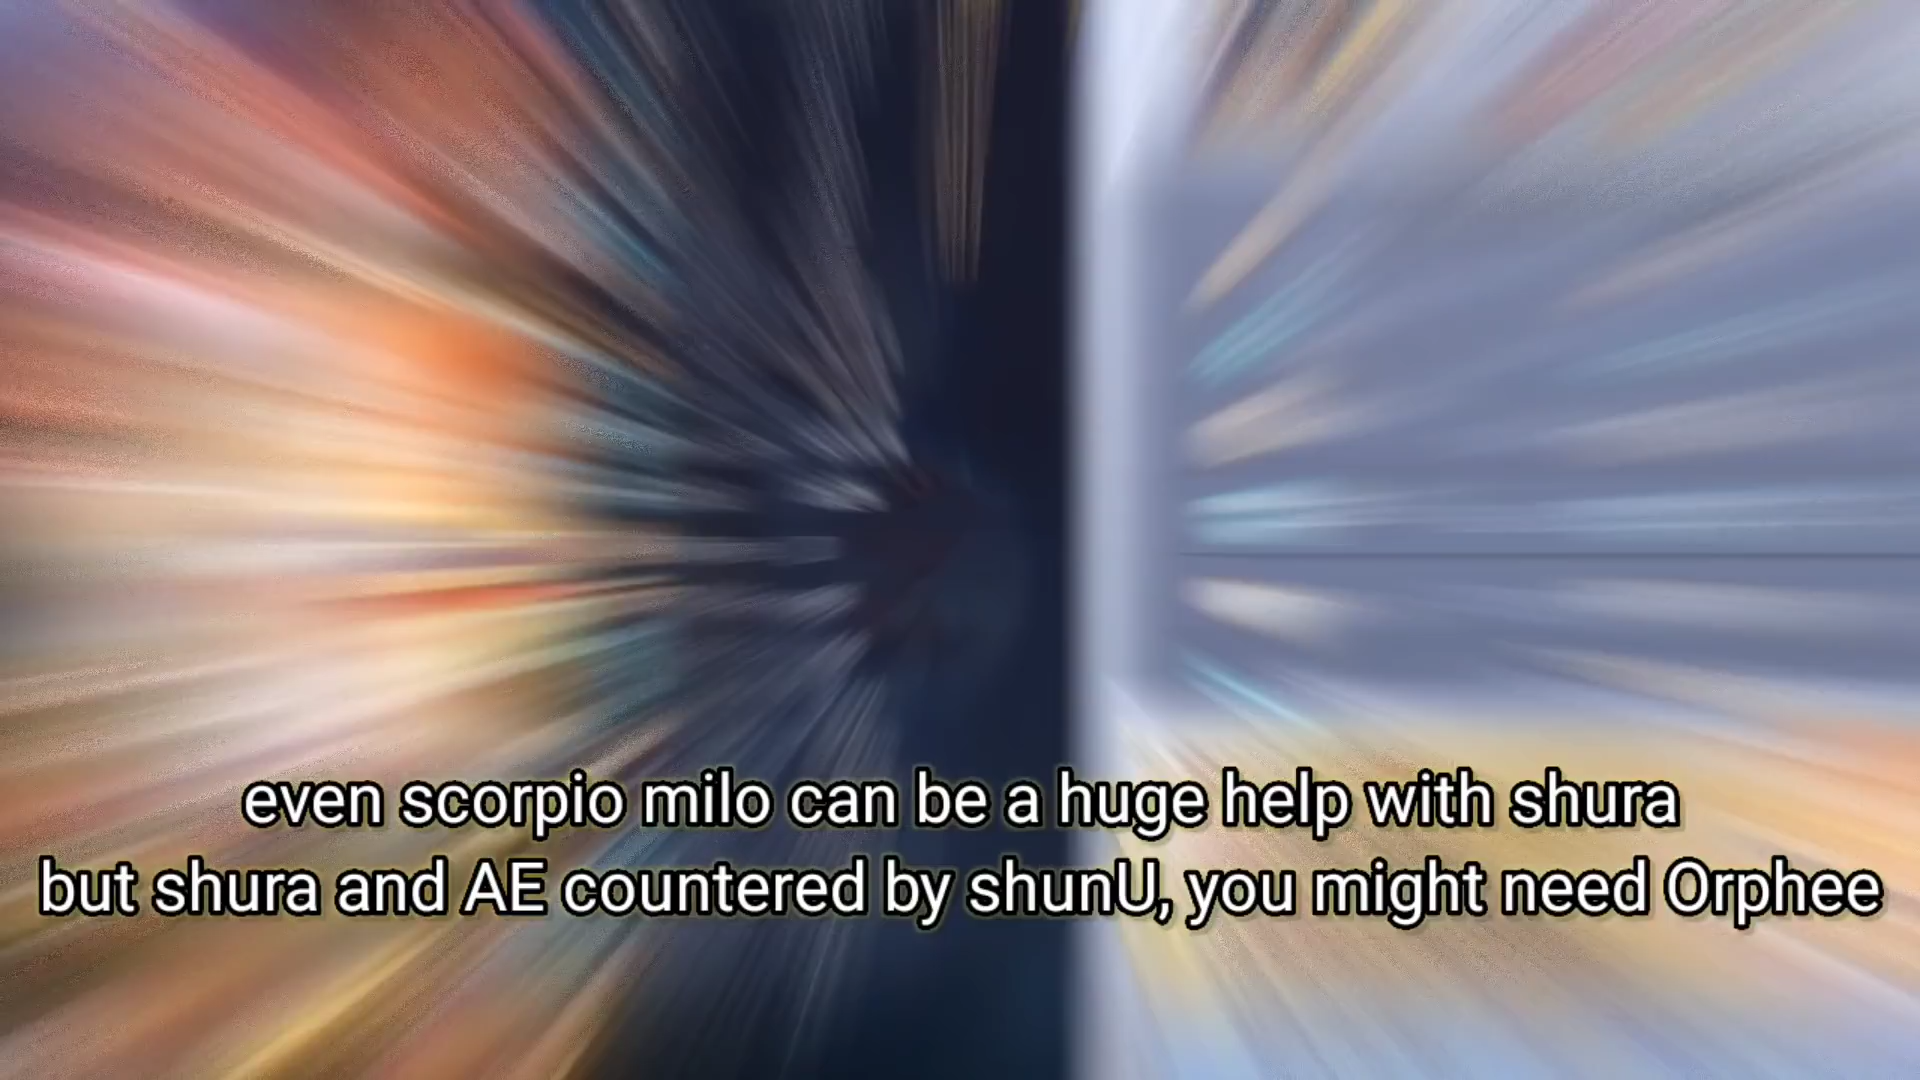 even scorpio milo can be a huge help with shura
but shura and AE countered by shunU, you might need Orphee